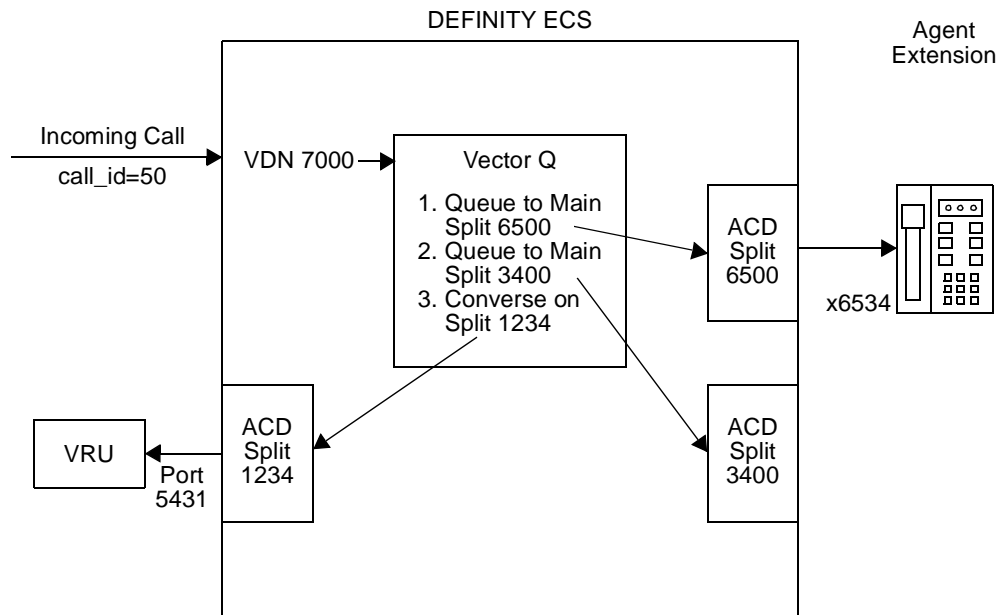 DEFINITY ECS
Agent
Extension
Incoming Call
call_id=50
VDN 7000
Vector Q
1. Queue to Main
Split 6500
2. Queue to Main
Split 3400
3. Converse on
Split 1234
ACD
Split
6500
x6534
VRU
Port
5431
ACD
Split
1234
ACD
Split
3400